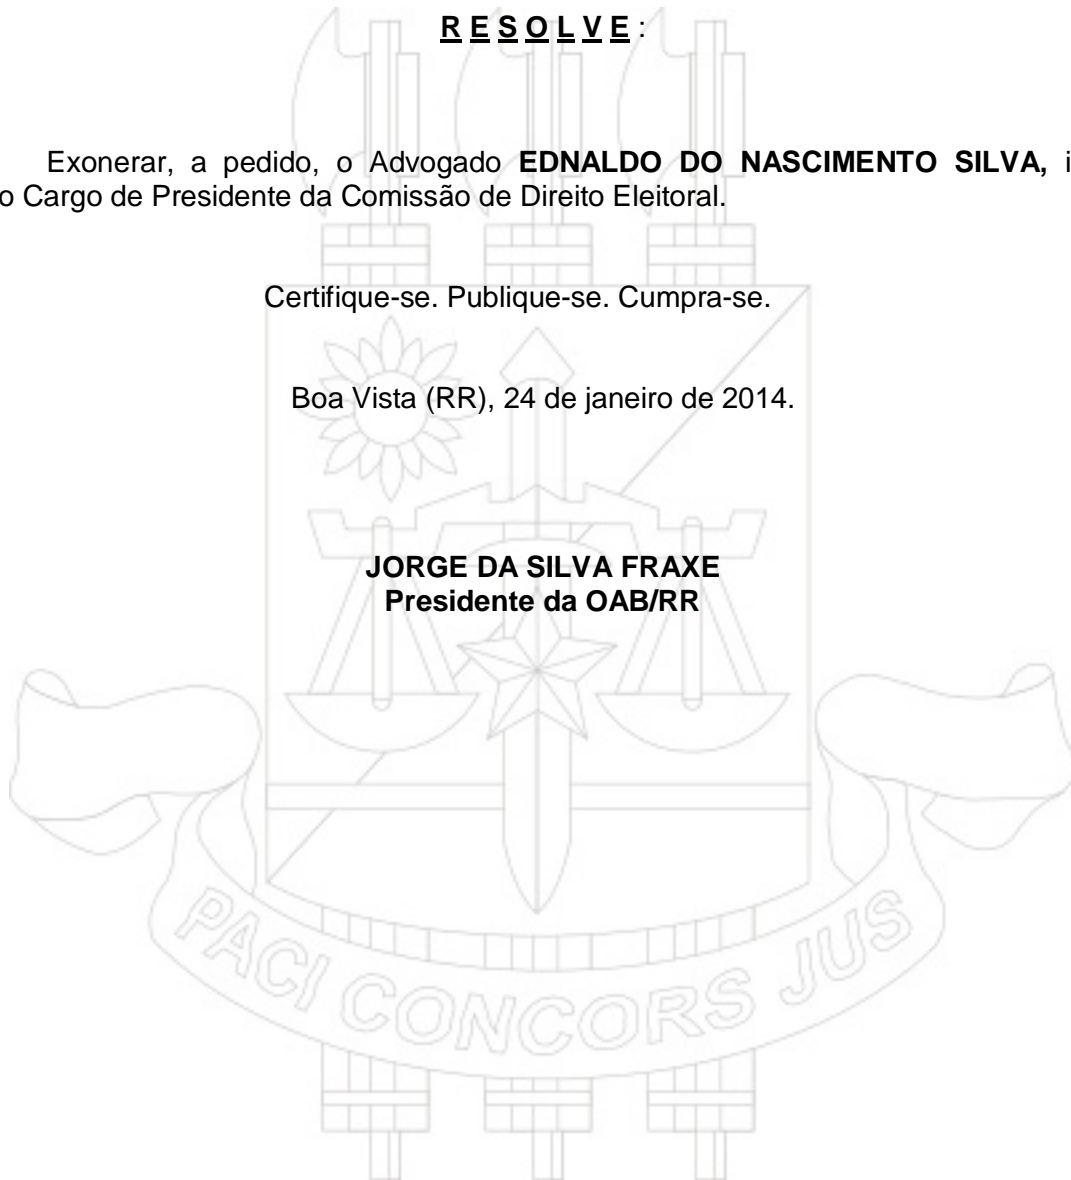 R E S O L V E :
Exonerar, a pedido, o Advogado EDNALDO DO NASCIMENTO SILVA, i
o Cargo de Presidente da Comissão de Direito Eleitoral.
Certifique-se. Publique-se. Cumpra-se.
Boa Vista (RR), 24 de janeiro de 2014.
JORGE DA SILVA FRAXE
Presidente da OAB/RR
PACI CONCORS JUS